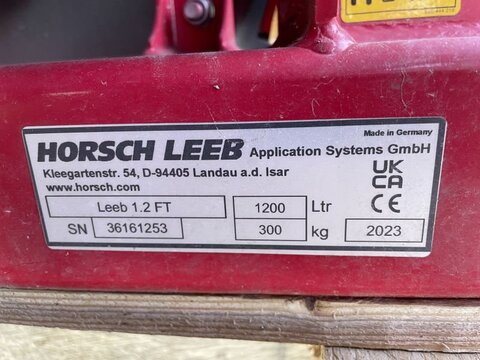 Made in Germany
HORSCH LEEB Application Systems GmbH
Kleegartenstr. 54, D-94405 Landau a.d. Isar
www.horsch.com
UK
CA
CE
Leeb 1.2 FT 1200 Ltr
SN 36161253 300 kg 2023